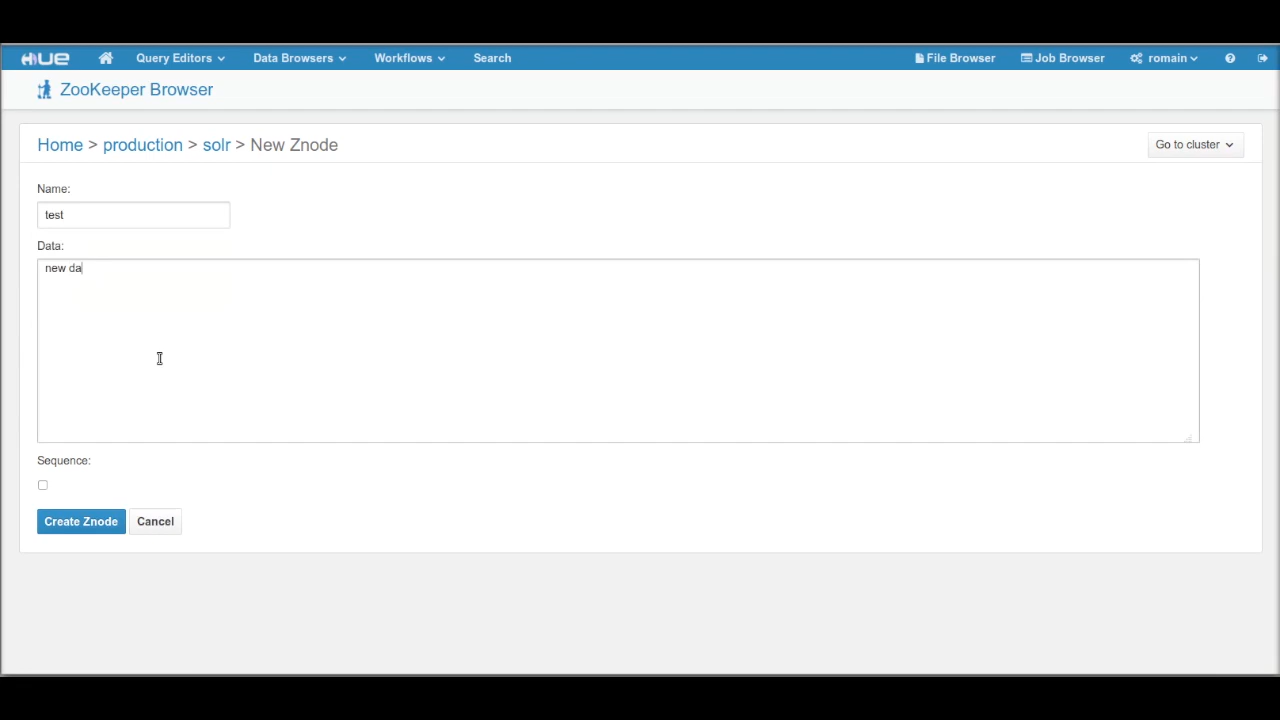 HUE Query Editors Data Browsers Workflows Search File Browser Job Browser romain
ZooKeeper Browser
Home > production > solr > New Znode Go to cluster
Name:
test
Data:
new da
Sequence:
Create Znode Cancel